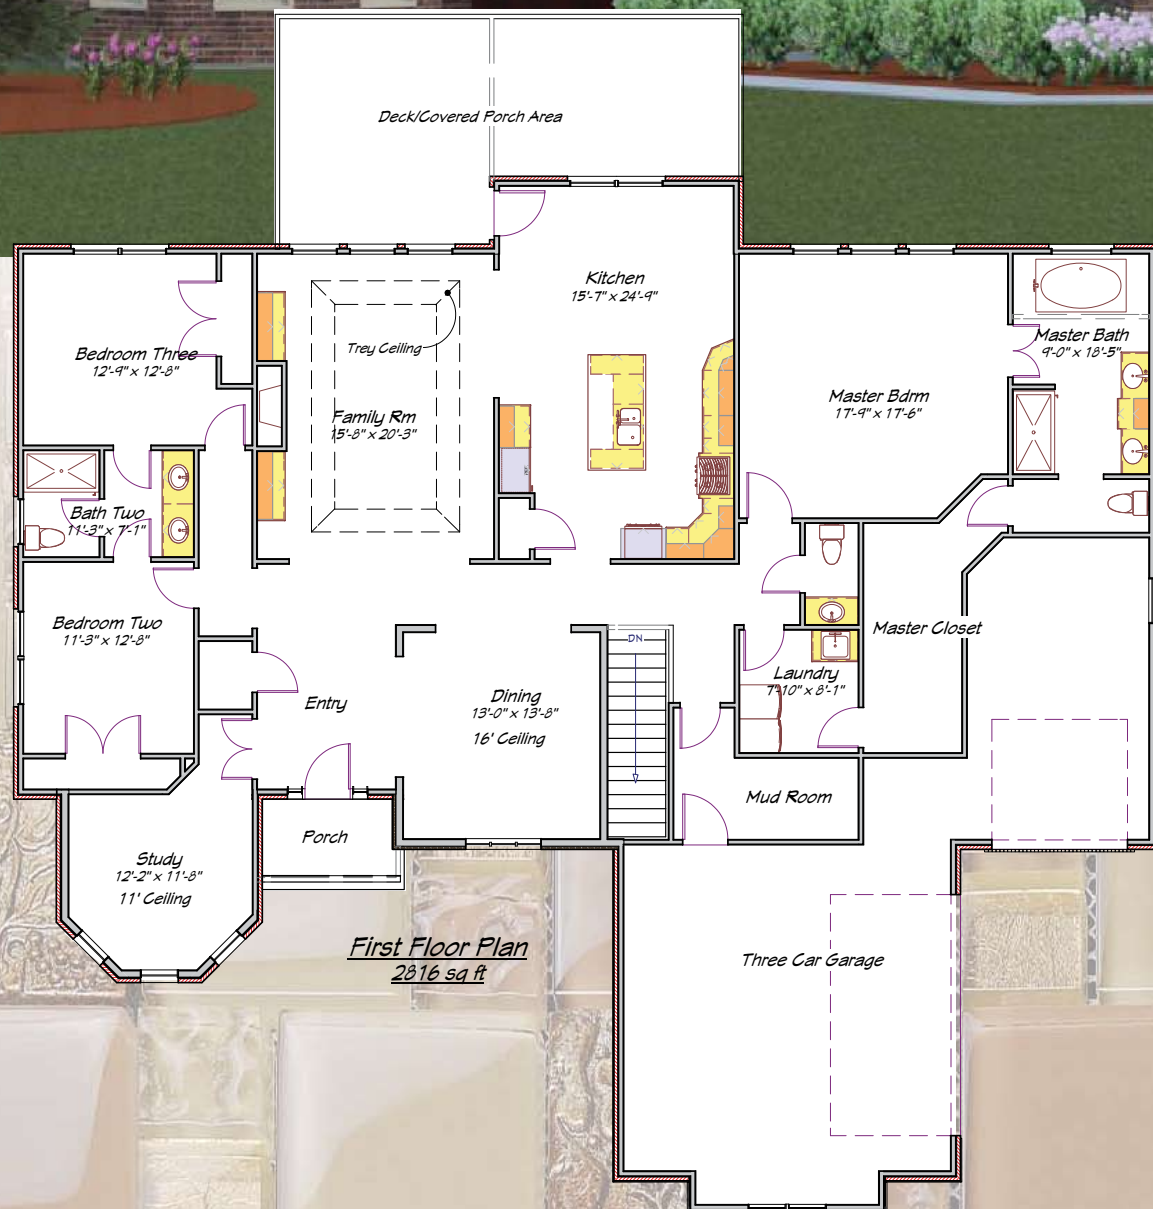 Deck/Covered Porch Area
Kitchen
15'-7" x 24'-9"
Trey Ceiling
Family Rm
15'-8" x 20'-3"
Bedroom Three
12'-9" x 12'-8"
Master Bath
9'-0" x 18'-5"
Master Bdrm
17'-9" x 17'-6"
Bath Two
11'-3" x 7'-1"
Bedroom Two
11'-3" x 12'-8"
DN
Master Closet
Laundry
7'-10" x 8'-1"
Entry
Dining
13'-0" x 13'-8"
16' Ceiling
Mud Room
Porch
Study
12'-2" x 11'-8"
11' Ceiling
First Floor Plan
2816 sq ft
Three Car Garage